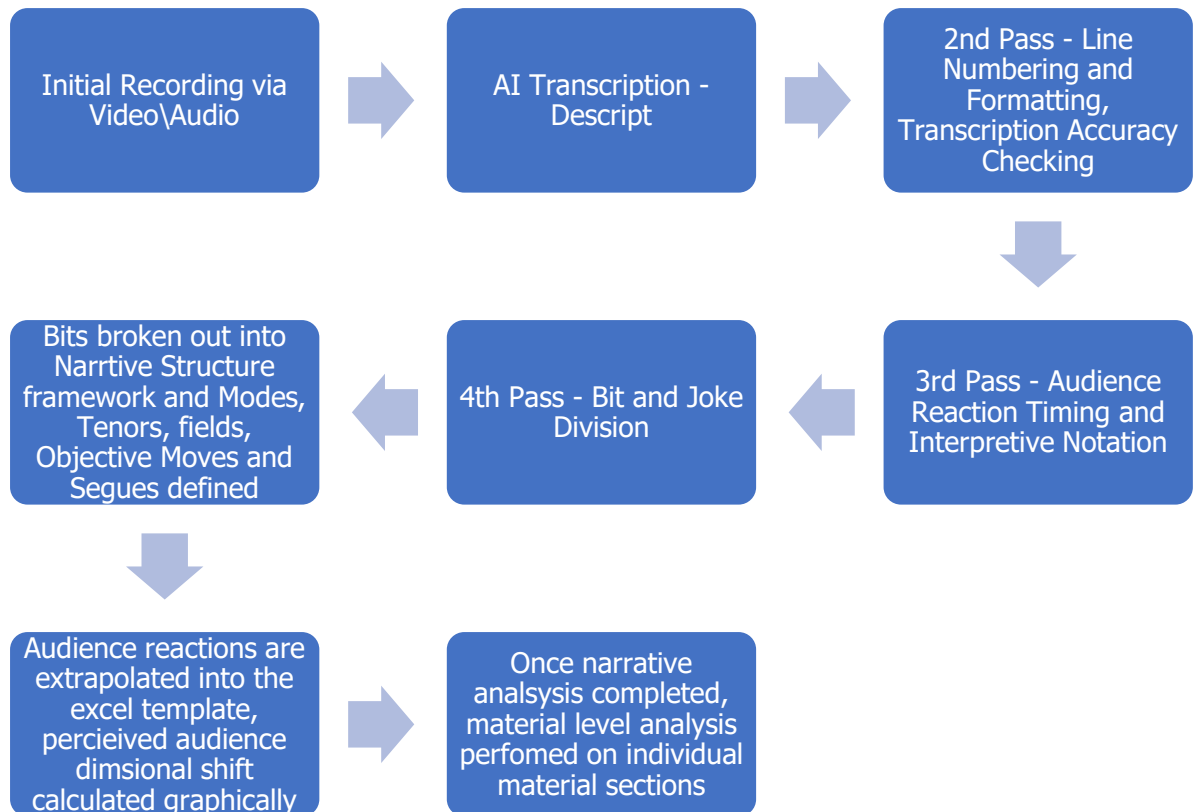 Initial Recording via
Video\Audio
AI Transcription -
Descript
2nd Pass - Line
Numbering and
Formatting,
Transcription Accuracy
Checking
3rd Pass - Audience
Reaction Timing and
Interpretive Notation
4th Pass - Bit and Joke
Division
Bits broken out into
Narrtive Structure
framework and Modes,
Tenors, fields,
Objective Moves and
Segues defined
Audience reactions are
extrapolated into the
excel template,
percieived audience
dimsional shift
calculated graphically
Once narrative
analsysis completed,
material level analysis
perfomed on individual
material sections